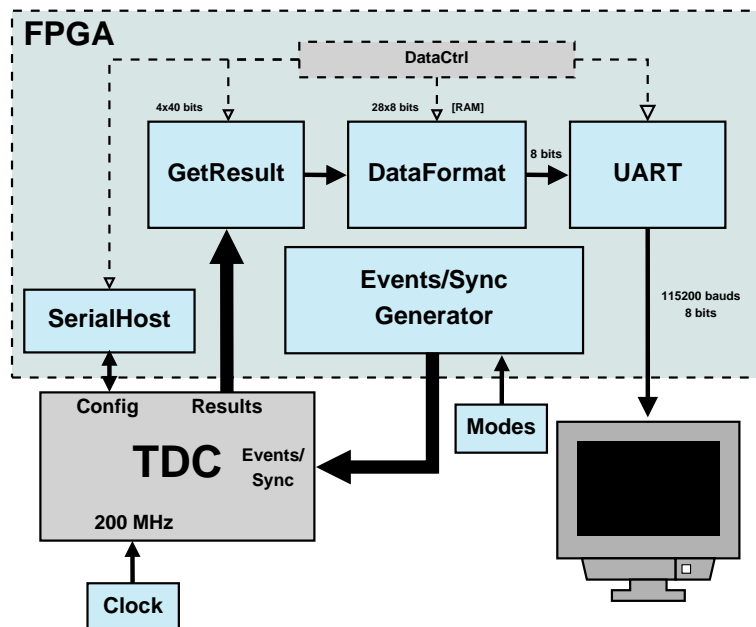 FPGA
DataCtrl
4x40 bits
28x8 bits
[RAM]
GetResult
DataFormat
8 bits
UART
Events/Sync
Generator
115200 bauds
8 bits
SerialHost
Config
Results
Modes
TDC
Events/
Sync
200 MHz
Clock